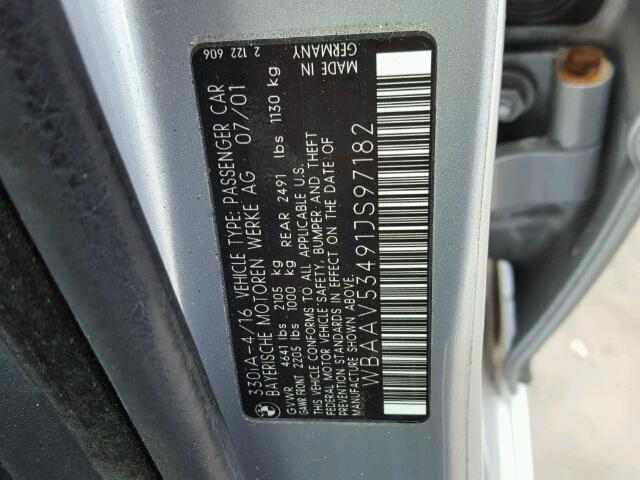 330iA-4/16 VEHICLE TYPE: PASSENGER CAR
BAYERISCHE MOTOREN WERKE AG 07/01
GVWR 4641 lbs 2105 kg REAR 2491 lbs 1130 kg
GAWR FRONT 2205 lbs 1000 kg
THIS VEHICLE CONFORMS TO ALL APPLICABLE U.S.
FEDERAL MOTOR VEHICLE SAFETY, BUMPER AND THEFT
PREVENTION STANDARDS IN EFFECT ON THE DATE OF
MANUFACTURE SHOWN ABOVE.
WBAAV53491JS97182
MADE IN
GERMANY
2 122 606